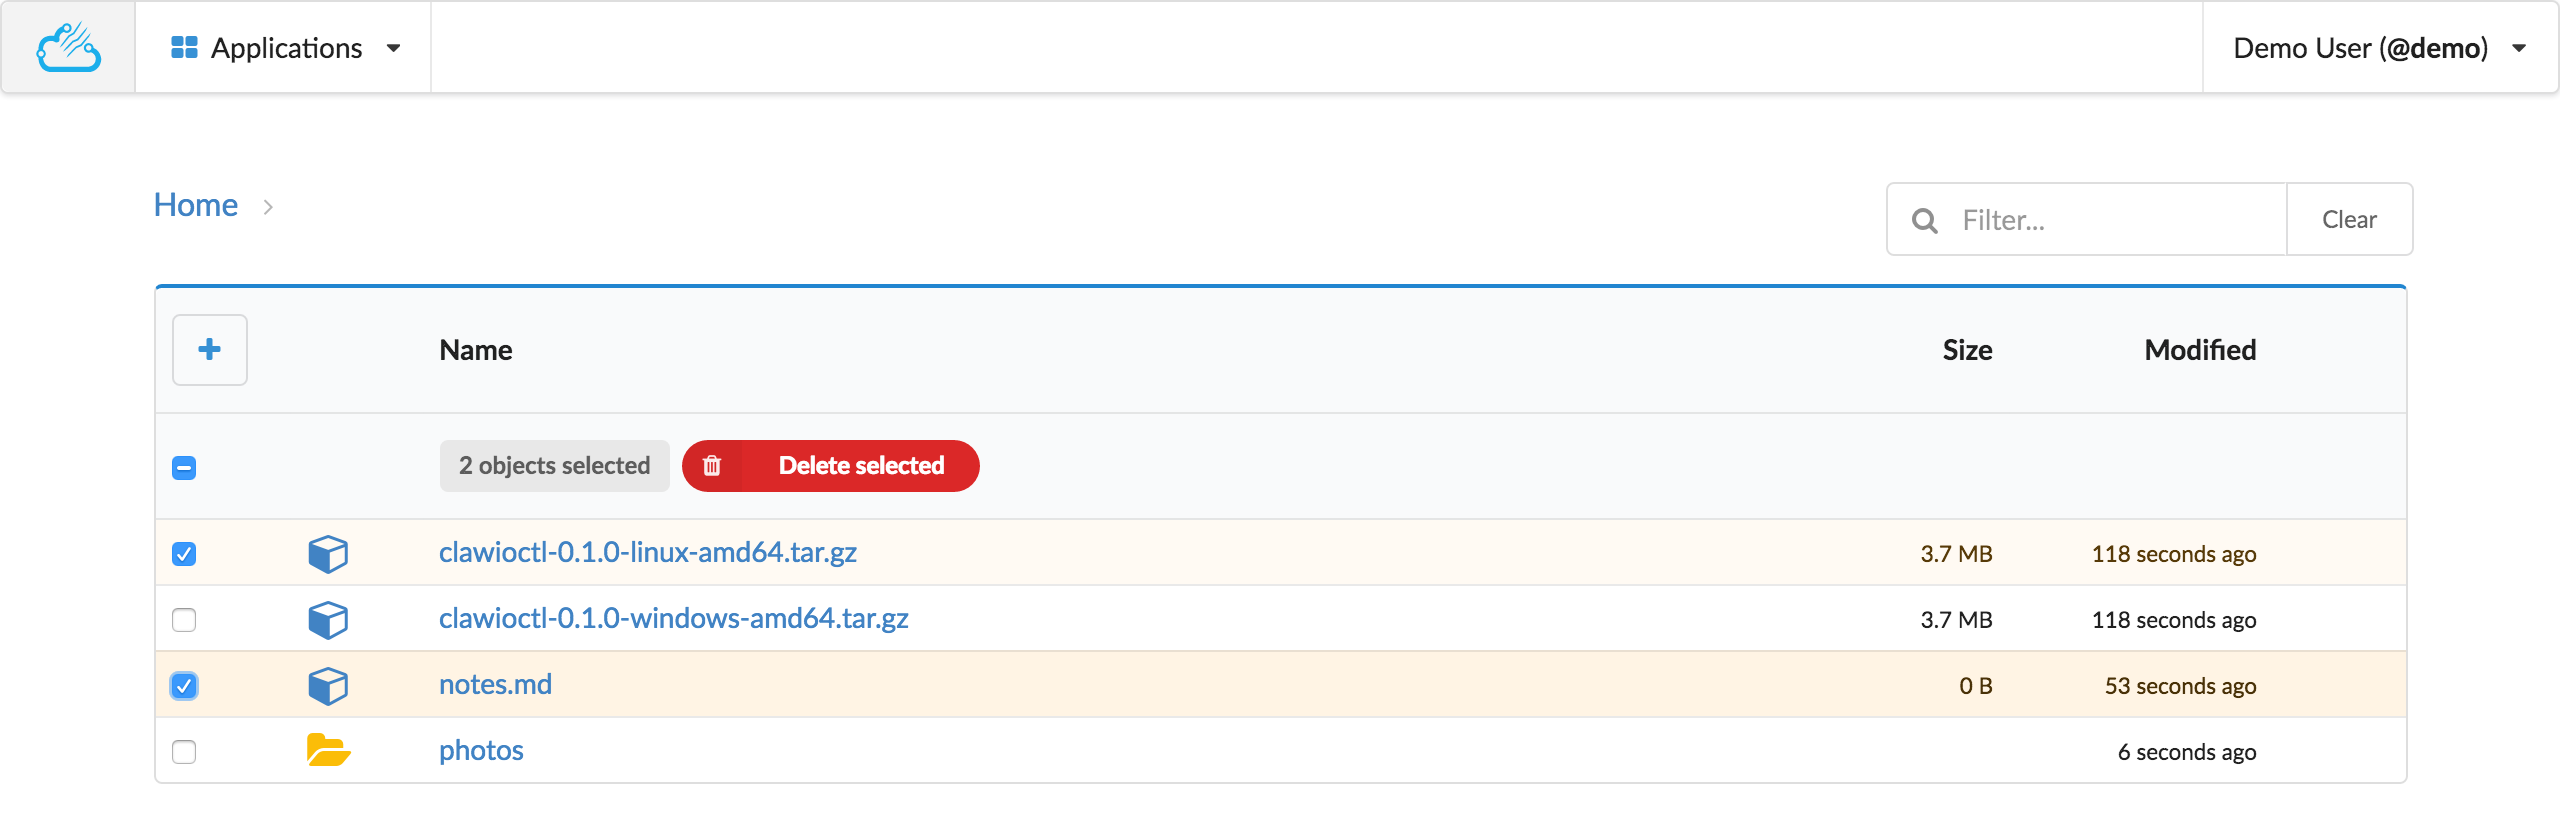 Applications
Demo User (@demo)
Home
Filter...
Clear
Name Size Modified
2 objects selected Delete selected
clawioctl-0.1.0-linux-amd64.tar.gz 3.7 MB 118 seconds ago
clawioctl-0.1.0-windows-amd64.tar.gz 3.7 MB 118 seconds ago
notes.md 0 B 53 seconds ago
photos 6 seconds ago